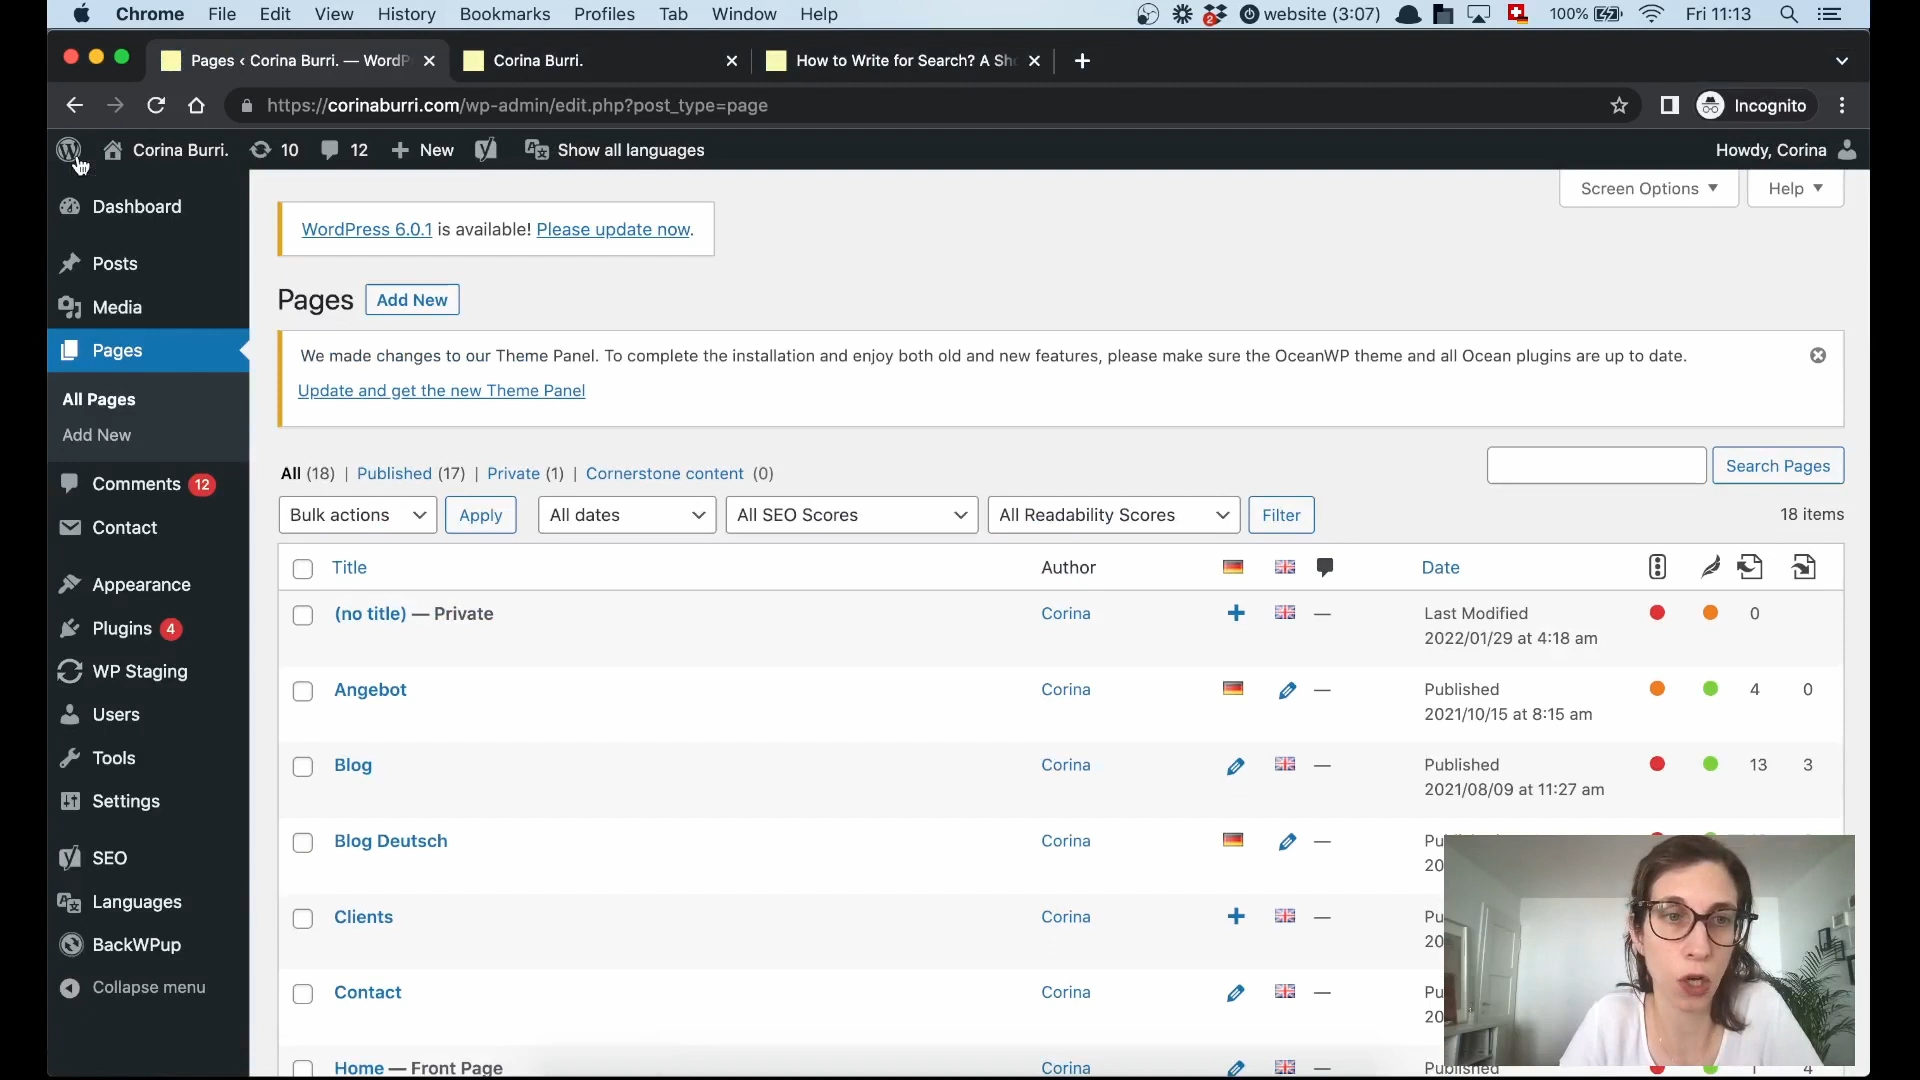 Chrome File Edit View History Bookmarks Profiles Tab Window Help 2 website (3:07) 100% Fri 11:13
Pages ‹ Corina Burri. — WordP Corina Burri. How to Write for Search? A Sh
https://corinaburri.com/wp-admin/edit.php?post_type=page Incognito
Corina Burri. 10 12 New Show all languages Howdy, Corina
Screen Options Help
Dashboard
Posts
Media
Pages
All Pages
Add New
Comments 12
Contact
Appearance
Plugins 4
WP Staging
Users
Tools
Settings
SEO
Languages
BackWPup
Collapse menu
WordPress 6.0.1 is available! Please update now.
Pages Add New
We made changes to our Theme Panel. To complete the installation and enjoy both old and new features, please make sure the OceanWP theme and all Ocean plugins are up to date.
Update and get the new Theme Panel
All (18) | Published (17) | Private (1) | Cornerstone content (0) Search Pages
Bulk actions Apply All dates All SEO Scores All Readability Scores Filter 18 items
Title Author Date
(no title) — Private Corina — Last Modified 0
2022/01/29 at 4:18 am
Angebot Corina — Published 4 0
2021/10/15 at 8:15 am
Blog Corina — Published 13 3
2021/08/09 at 11:27 am
Blog Deutsch Corina — Pu
20
Clients Corina — Pu
20
Contact Corina — Pu
20
Home — Front Page Corina — Published 1 4